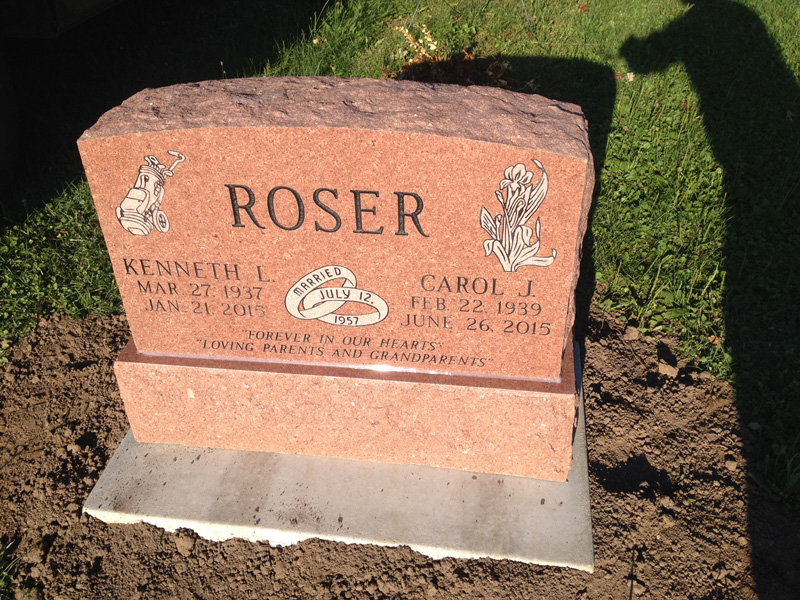 ROSER
KENNETH L.
MAR. 27, 1937
JAN. 21, 2015
MARRIED
JULY 12,
1957
CAROL J.
FEB. 22, 1939
JUNE 26, 2015
"FOREVER IN OUR HEARTS"
"LOVING PARENTS AND GRANDPARENTS"